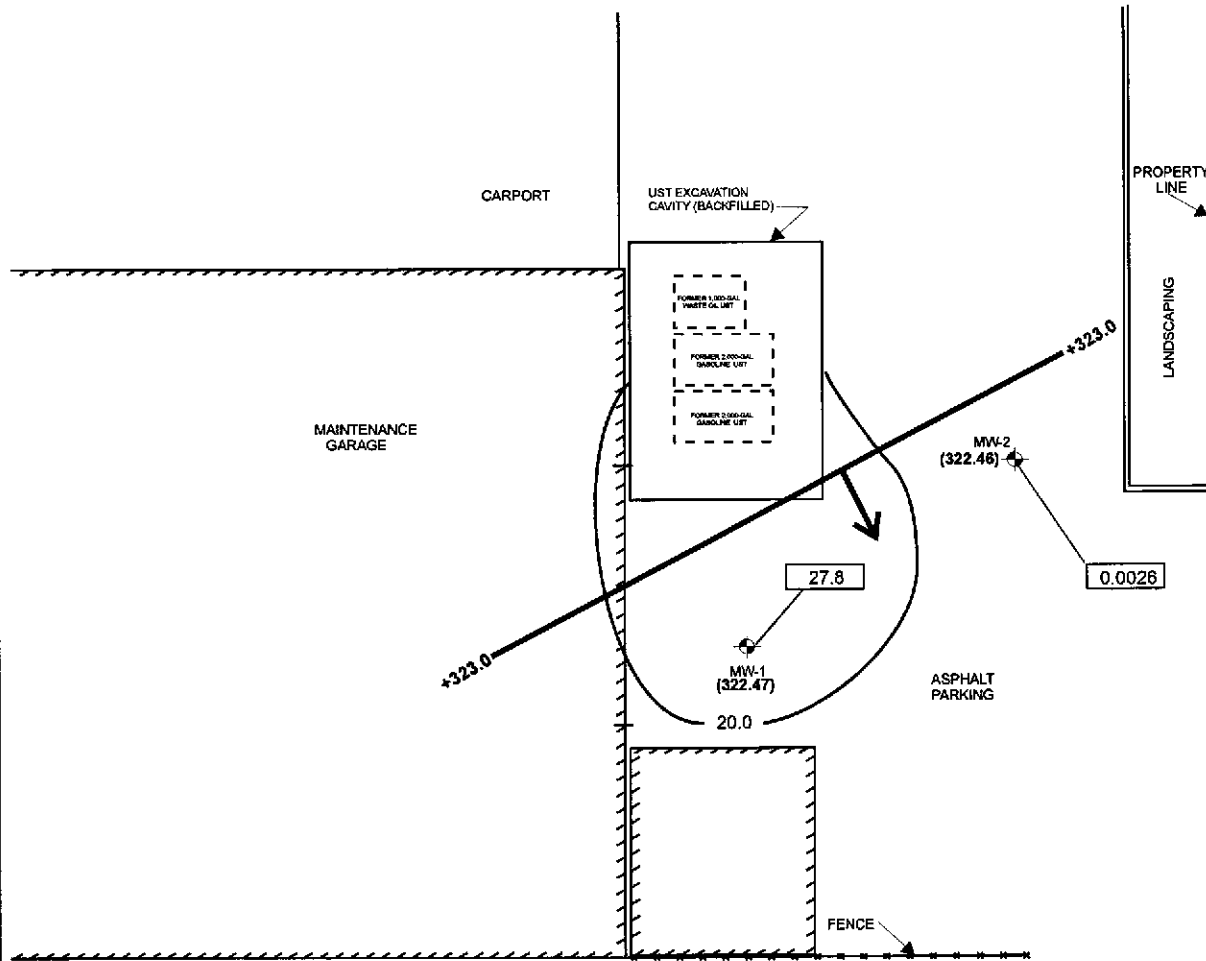 CARPORT
UST EXCAVATION
CAVITY (BACKFILLED)
PROPERTY
LINE
FORMER 1,000-GAL
WASTE OIL UST
FORMER 2,000-GAL
GASOLINE UST
FORMER 2,000-GAL
GASOLINE UST
LANDSCAPING
+323.0
MAINTENANCE
GARAGE
MW-2
(322.46)
27.8
0.0026
+323.0
MW-1
(322.47)
ASPHALT
PARKING
20.0
FENCE